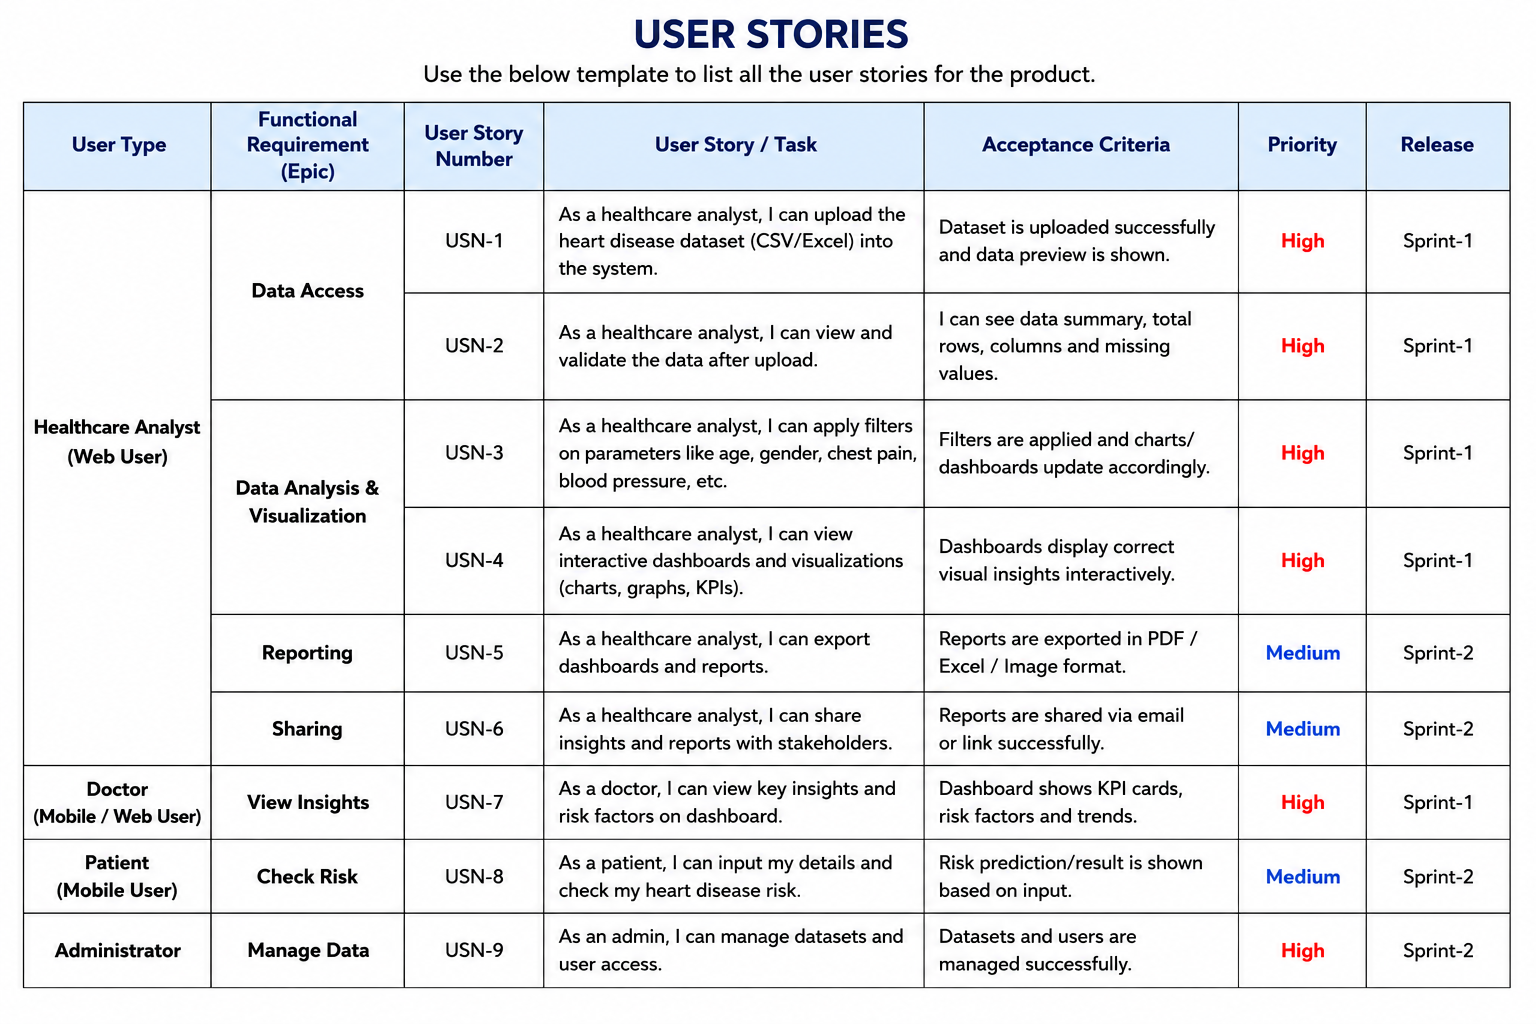 USER STORIES
Use the below template to list all the user stories for the product.
User Type
Functional
Requirement
(Epic)
User Story
Number
User Story / Task
Acceptance Criteria
Priority
Release
Healthcare Analyst
(Web User)
Data Access
USN-1
As a healthcare analyst, I can upload the
heart disease dataset (CSV/Excel) into
the system.
Dataset is uploaded successfully
and data preview is shown.
High
Sprint-1
USN-2
As a healthcare analyst, I can view and
validate the data after upload.
I can see data summary, total
rows, columns and missing
values.
High
Sprint-1
Data Analysis &
Visualization
USN-3
As a healthcare analyst, I can apply filters
on parameters like age, gender, chest pain,
blood pressure, etc.
Filters are applied and charts/
dashboards update accordingly.
High
Sprint-1
USN-4
As a healthcare analyst, I can view
interactive dashboards and visualizations
(charts, graphs, KPIs).
Dashboards display correct
visual insights interactively.
High
Sprint-1
Reporting
USN-5
As a healthcare analyst, I can export
dashboards and reports.
Reports are exported in PDF /
Excel / Image format.
Medium
Sprint-2
Sharing
USN-6
As a healthcare analyst, I can share
insights and reports with stakeholders.
Reports are shared via email
or link successfully.
Medium
Sprint-2
Doctor
(Mobile / Web User)
View Insights
USN-7
As a doctor, I can view key insights and
risk factors on dashboard.
Dashboard shows KPI cards,
risk factors and trends.
High
Sprint-1
Patient
(Mobile User)
Check Risk
USN-8
As a patient, I can input my details and
check my heart disease risk.
Risk prediction/result is shown
based on input.
Medium
Sprint-2
Administrator
Manage Data
USN-9
As an admin, I can manage datasets and
user access.
Datasets and users are
managed successfully.
High
Sprint-2